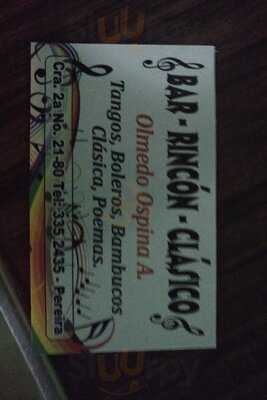 BAR - RINCÓN - CLÁSICO
Olmedo Ospina A.
Tangos, Boleros, Bambucos
Clásica, Poemas.
Cra. 2a No. 21-80 Tel: 335 2435 - Pereira